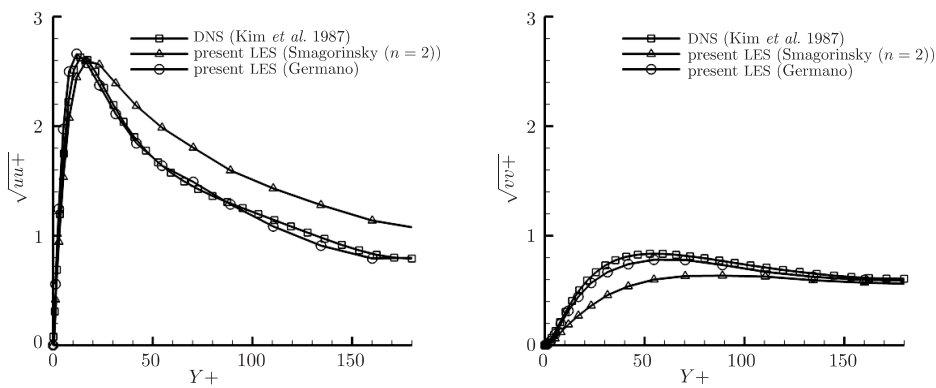 3
DNS (Kim et al. 1987)
present LES (Smagorinsky (n = 2))
present LES (Germano)
2
√uu+
1
0
0 50 100 150
Y+
3
DNS (Kim et al. 1987)
present LES (Smagorinsky (n = 2))
present LES (Germano)
2
√vv+
1
0
0 50 100 150
Y+